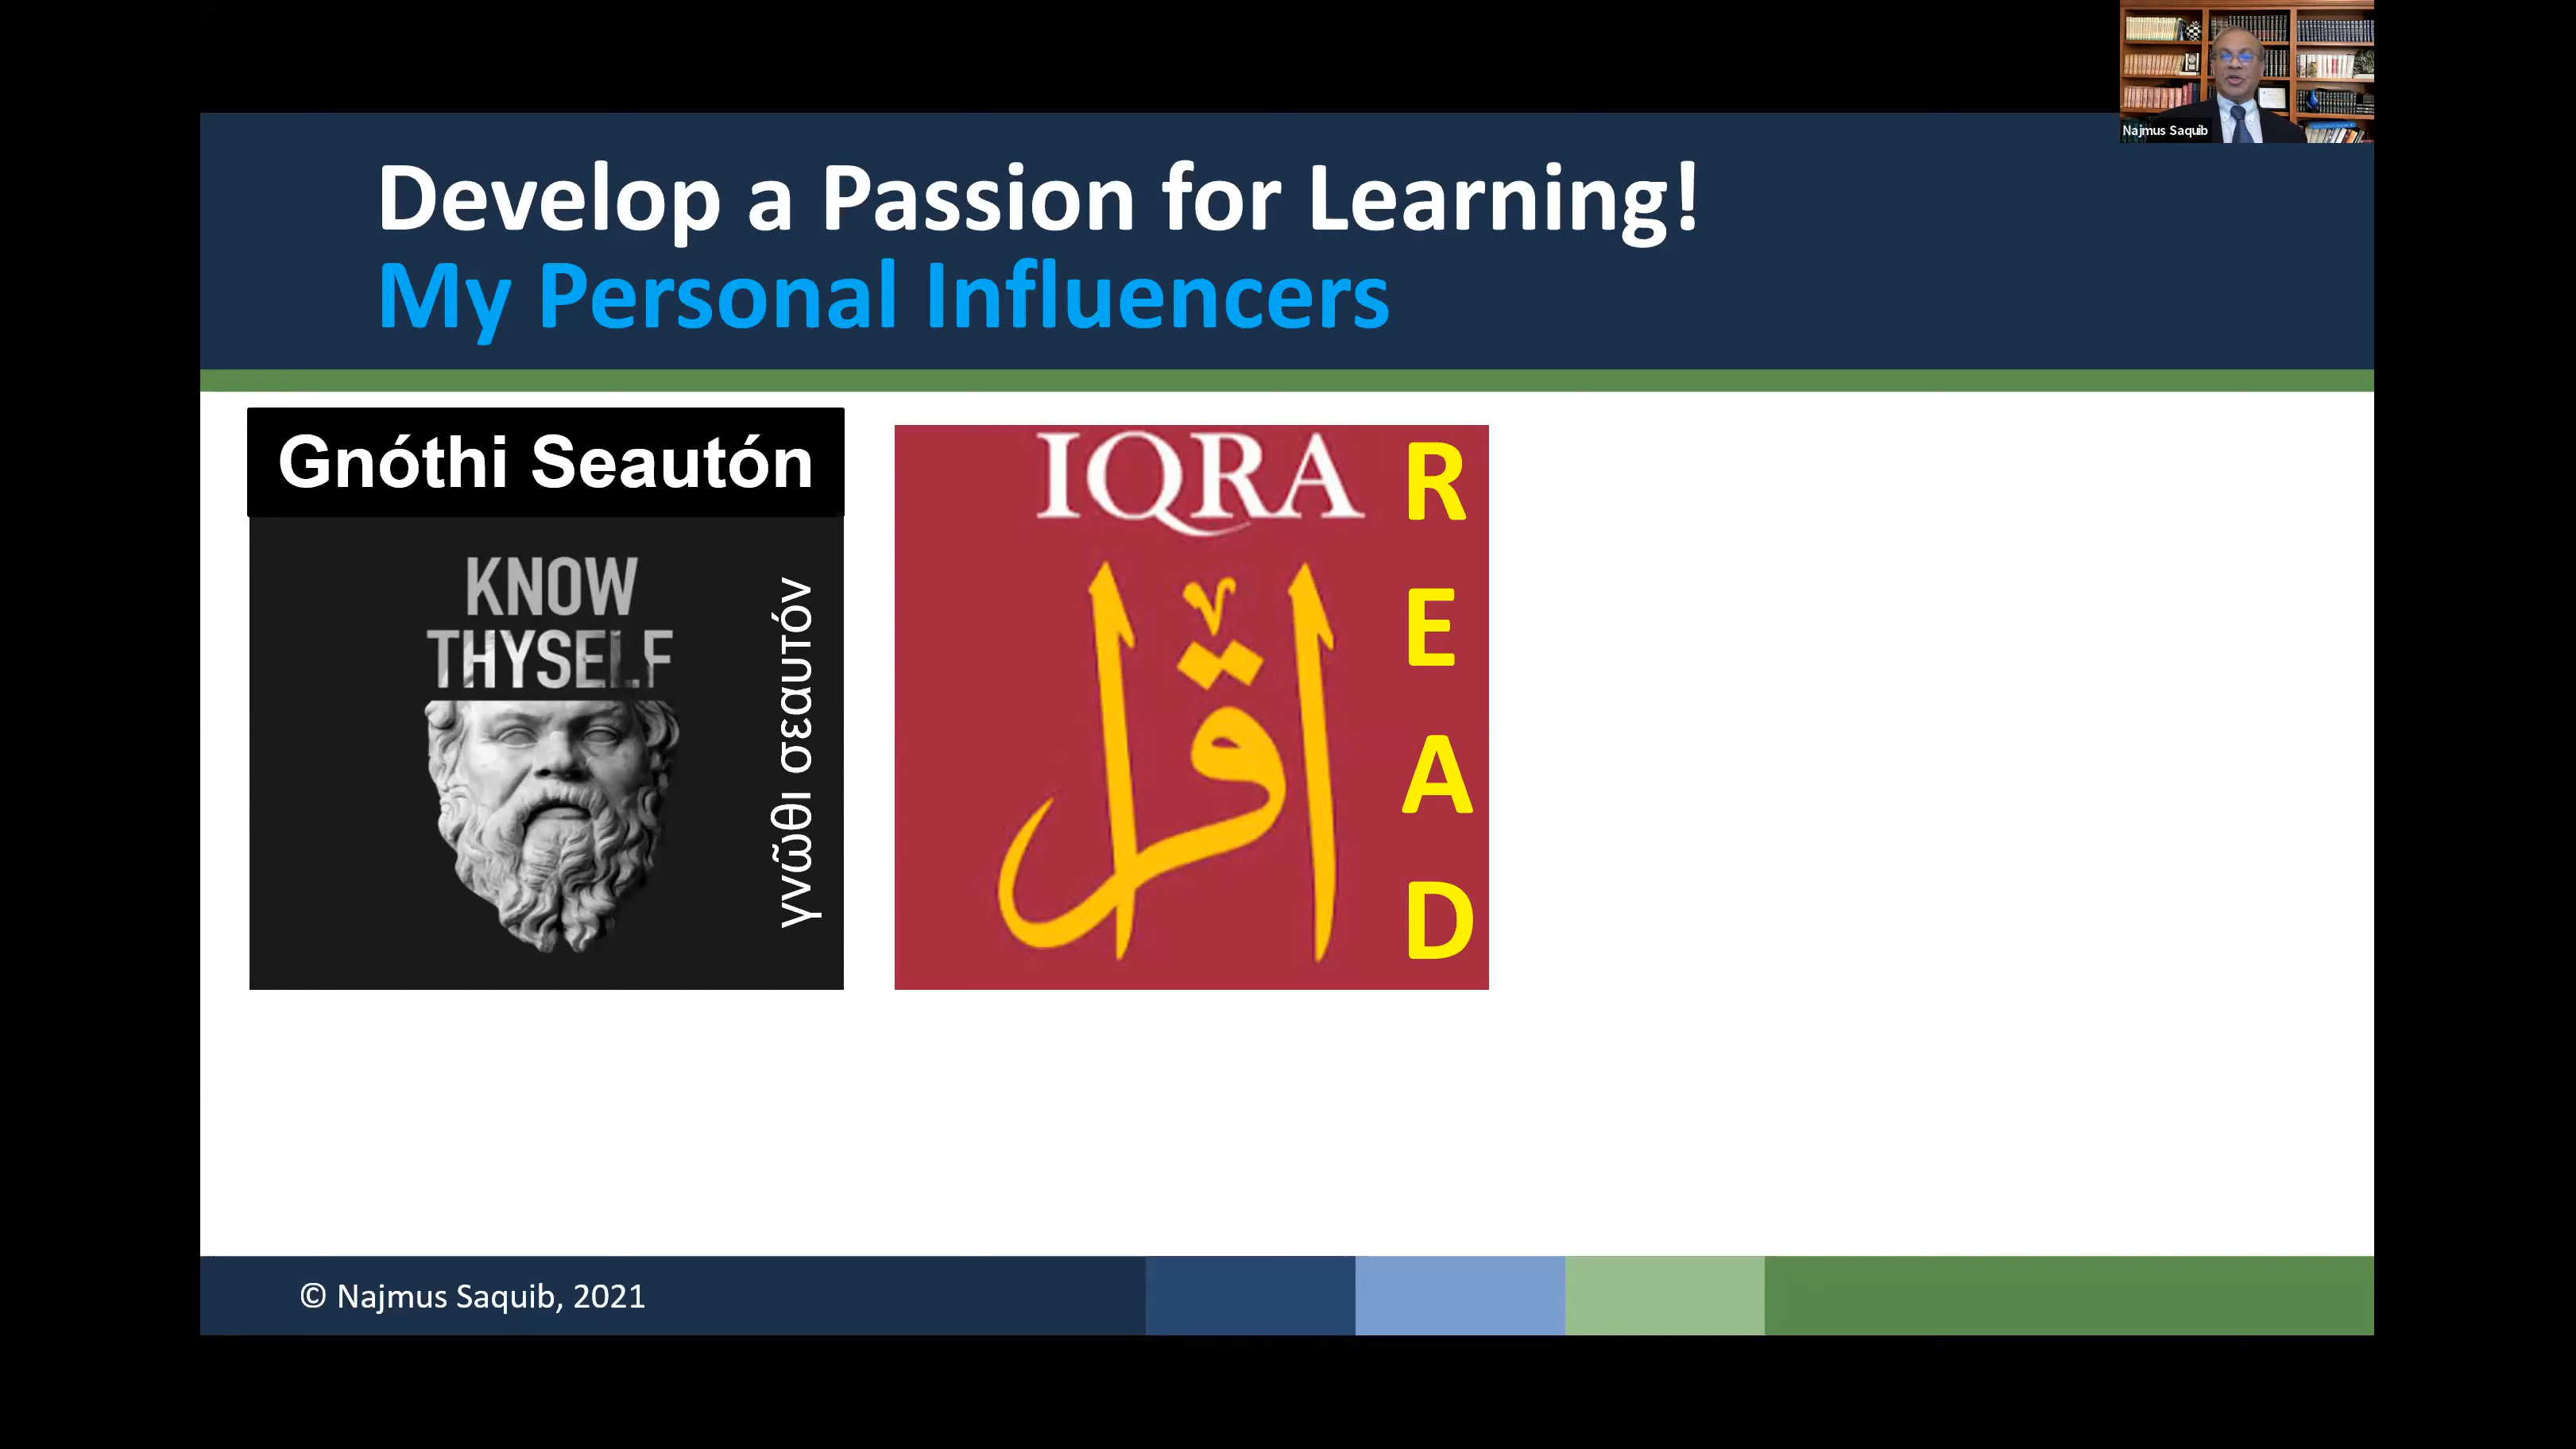 Najmus Saquib
Develop a Passion for Learning!
My Personal Influencers
Gnóthi Seautón
KNOW
THYSELF
γνῶθι σεαυτόν
IQRA
اقرأ
READ
© Najmus Saquib, 2021